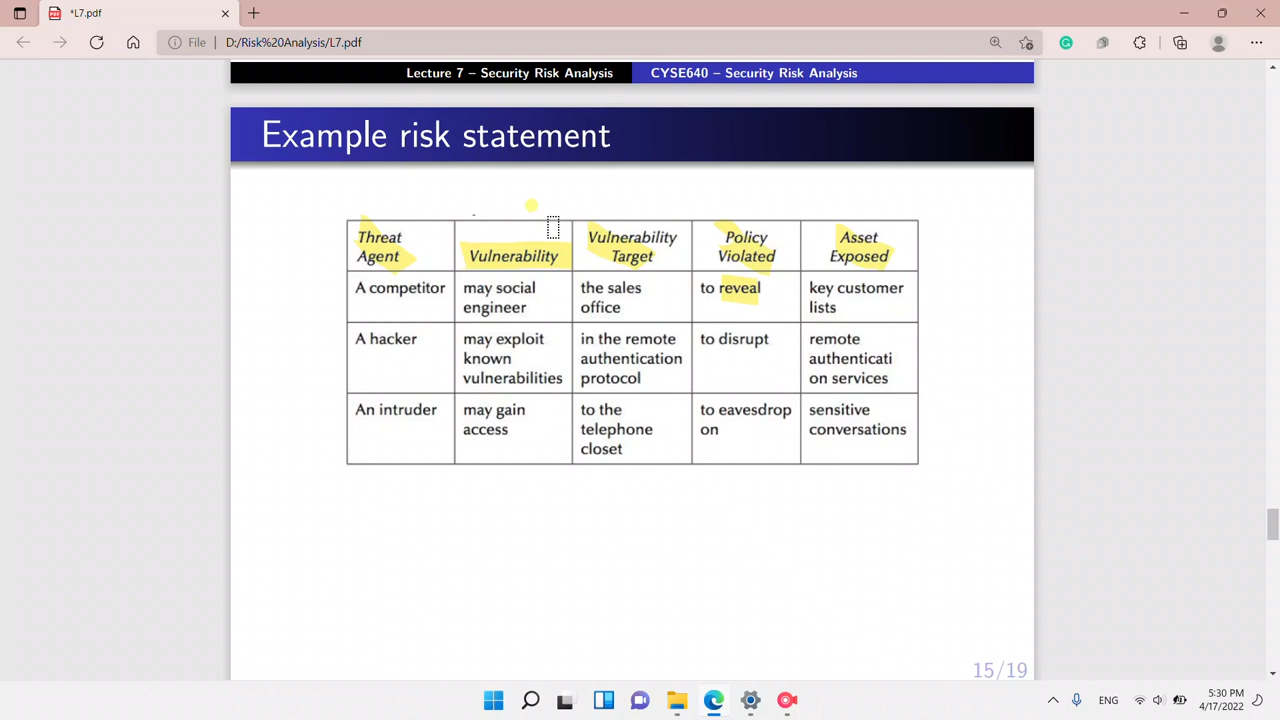 *L7.pdf
File
D:/Risk%20Analysis/L7.pdf
Lecture 7 – Security Risk Analysis
CYSE640 – Security Risk Analysis
Example risk statement
Threat
Agent
Vulnerability
Vulnerability
Target
Policy
Violated
Asset
Exposed
A competitor
may social
engineer
the sales
office
to reveal
key customer
lists
A hacker
may exploit
known
vulnerabilities
in the remote
authentication
protocol
to disrupt
remote
authenticati
on services
An intruder
may gain
access
to the
telephone
closet
to eavesdrop
on
sensitive
conversations
15/19
ENG
5:30 PM
4/17/2022